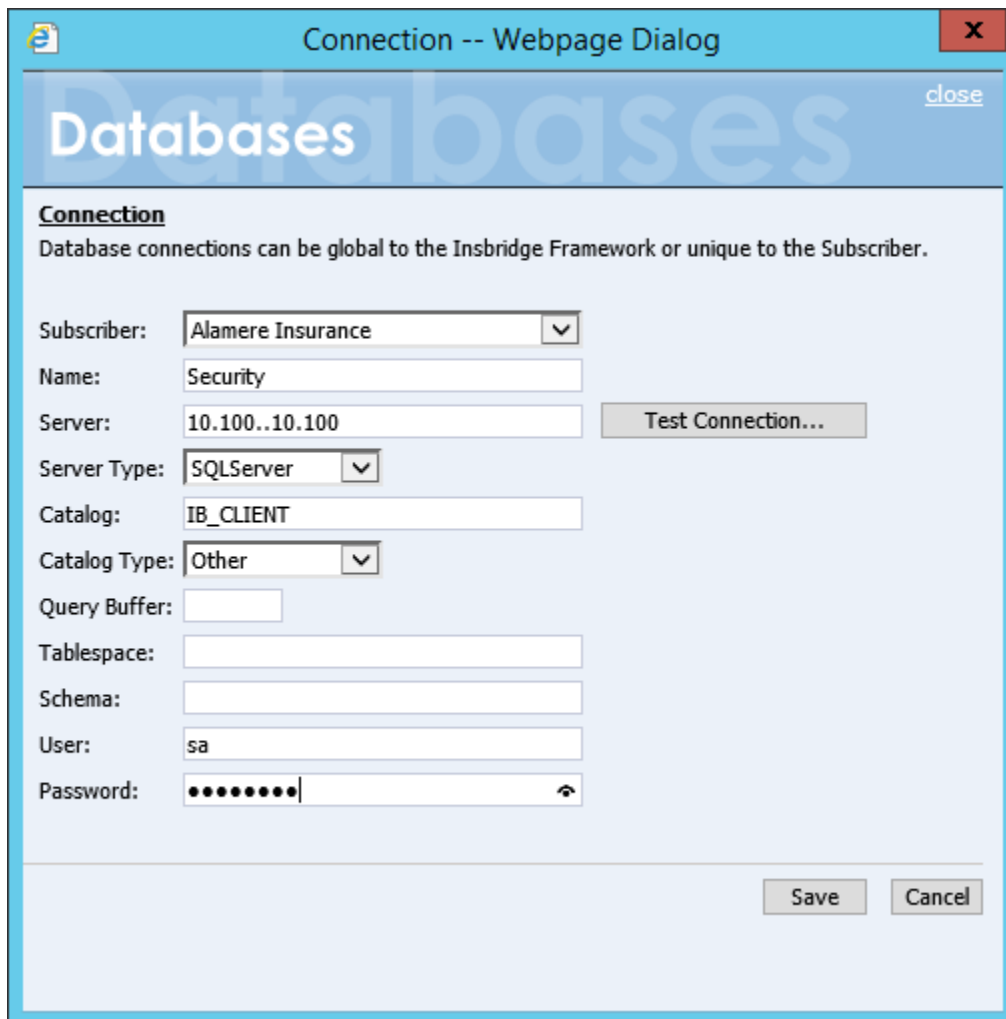 Connection -- Webpage Dialog
x
Databases
close
Databases
Connection
Database connections can be global to the Insbridge Framework or unique to the Subscriber.
Subscriber: Alamere Insurance
Name: Security
Server: 10.100..10.100 Test Connection...
Server Type: SQLServer
Catalog: IB_CLIENT
Catalog Type: Other
Query Buffer:
Tablespace:
Schema:
User: sa
Password: ●●●●●●●●
Save Cancel